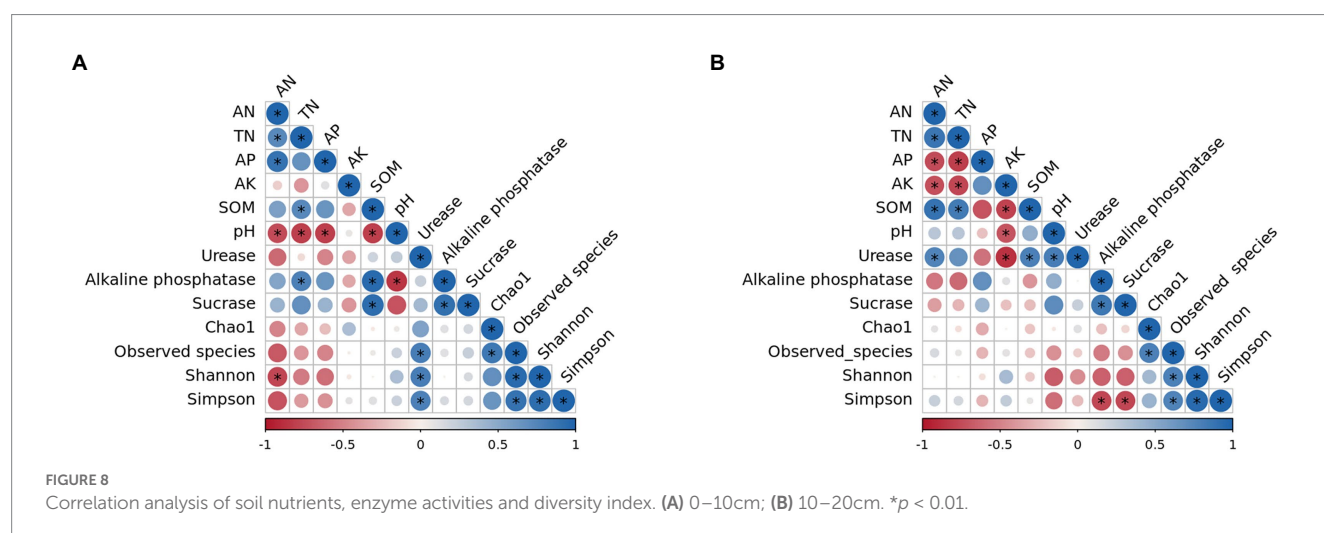 A
AN
TN
AP
AK
SOM
pH
Urease
Alkaline phosphatase
Sucrase
Chao1
Observed species
Shannon
Simpson
AN
TN
AP
AK
SOM
pH
Urease
Alkaline phosphatase
Sucrase
Chao1
Observed species
Shannon
Simpson
-1 -0.5 0 0.5 1
B
AN
TN
AP
AK
SOM
pH
Urease
Alkaline phosphatase
Sucrase
Chao1
Observed_species
Shannon
Simpson
AN
TN
AP
AK
SOM
pH
Urease
Alkaline phosphatase
Sucrase
Chao1
Observed_species
Shannon
Simpson
-1 -0.5 0 0.5 1
FIGURE 8
Correlation analysis of soil nutrients, enzyme activities and diversity index. (A) 0–10cm; (B) 10–20cm. *p < 0.01.